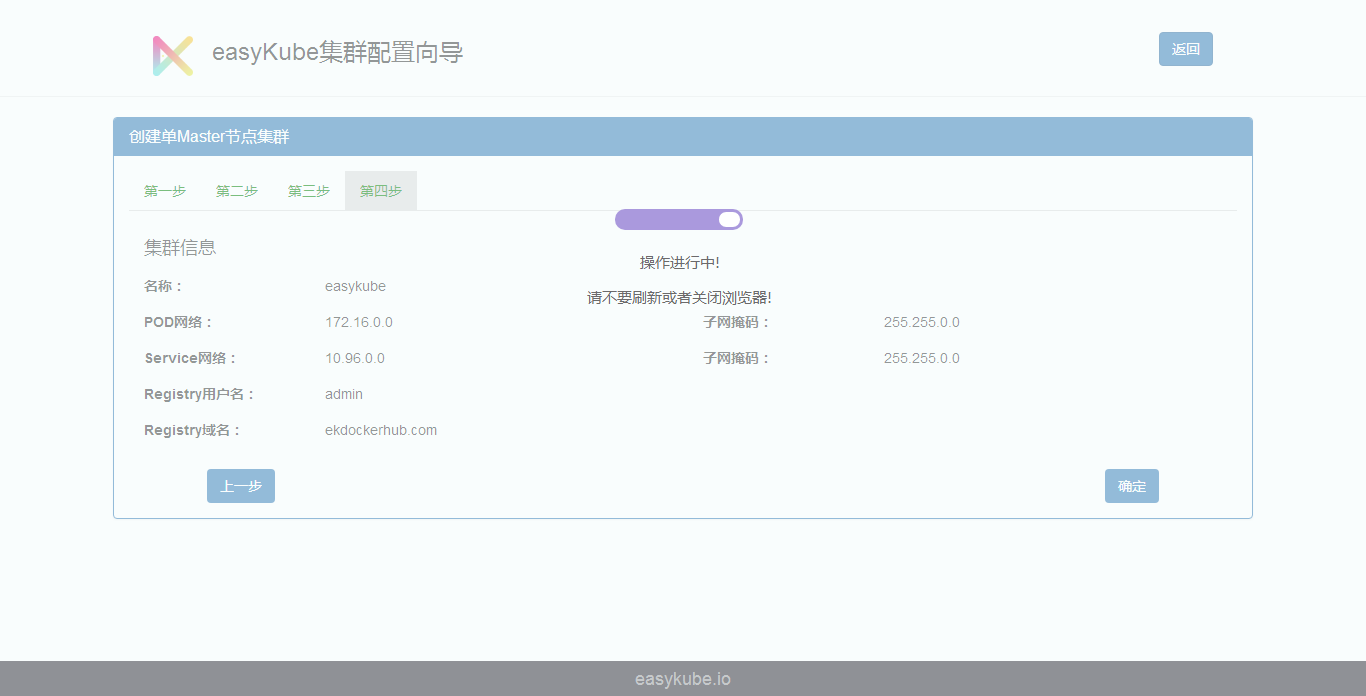 easyKube集群配置向导
返回
创建单Master节点集群
第一步 第二步 第三步 第四步
集群信息
操作进行中!
名称： easykube
请不要刷新或者关闭浏览器!
POD网络： 172.16.0.0 子网掩码： 255.255.0.0
Service网络： 10.96.0.0 子网掩码： 255.255.0.0
Registry用户名： admin
Registry域名： ekdockerhub.com
上一步 确定
easykube.io